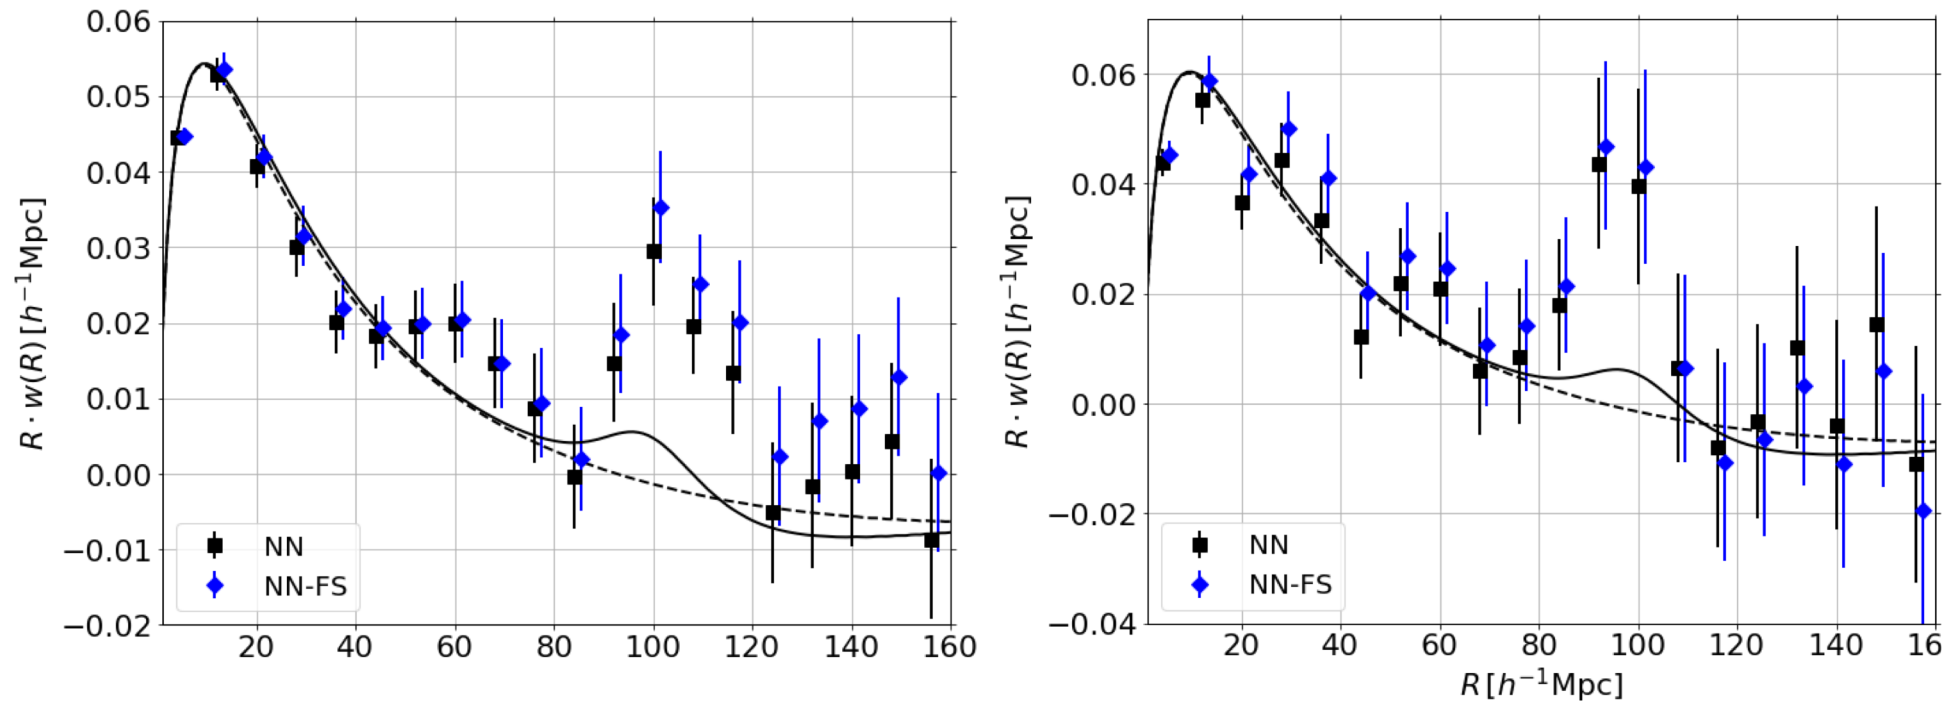 0.06
0.05
0.04
0.03
0.02
0.01
0.00
−0.01
−0.02
R · w(R) [h⁻¹Mpc]
NN
NN-FS
20 40 60 80 100 120 140 160
0.06
0.04
0.02
0.00
−0.02
−0.04
R · w(R) [h⁻¹Mpc]
NN
NN-FS
20 40 60 80 100 120 140 16
R [h⁻¹Mpc]